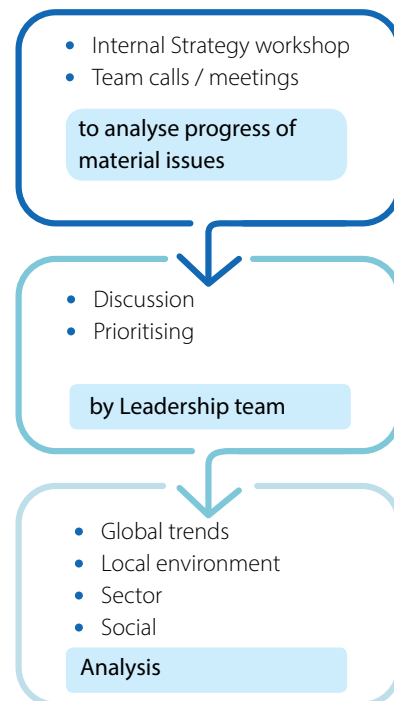 • Internal Strategy workshop
• Team calls / meetings
to analyse progress of
material issues
• Discussion
• Prioritising
by Leadership team
• Global trends
• Local environment
• Sector
• Social
Analysis